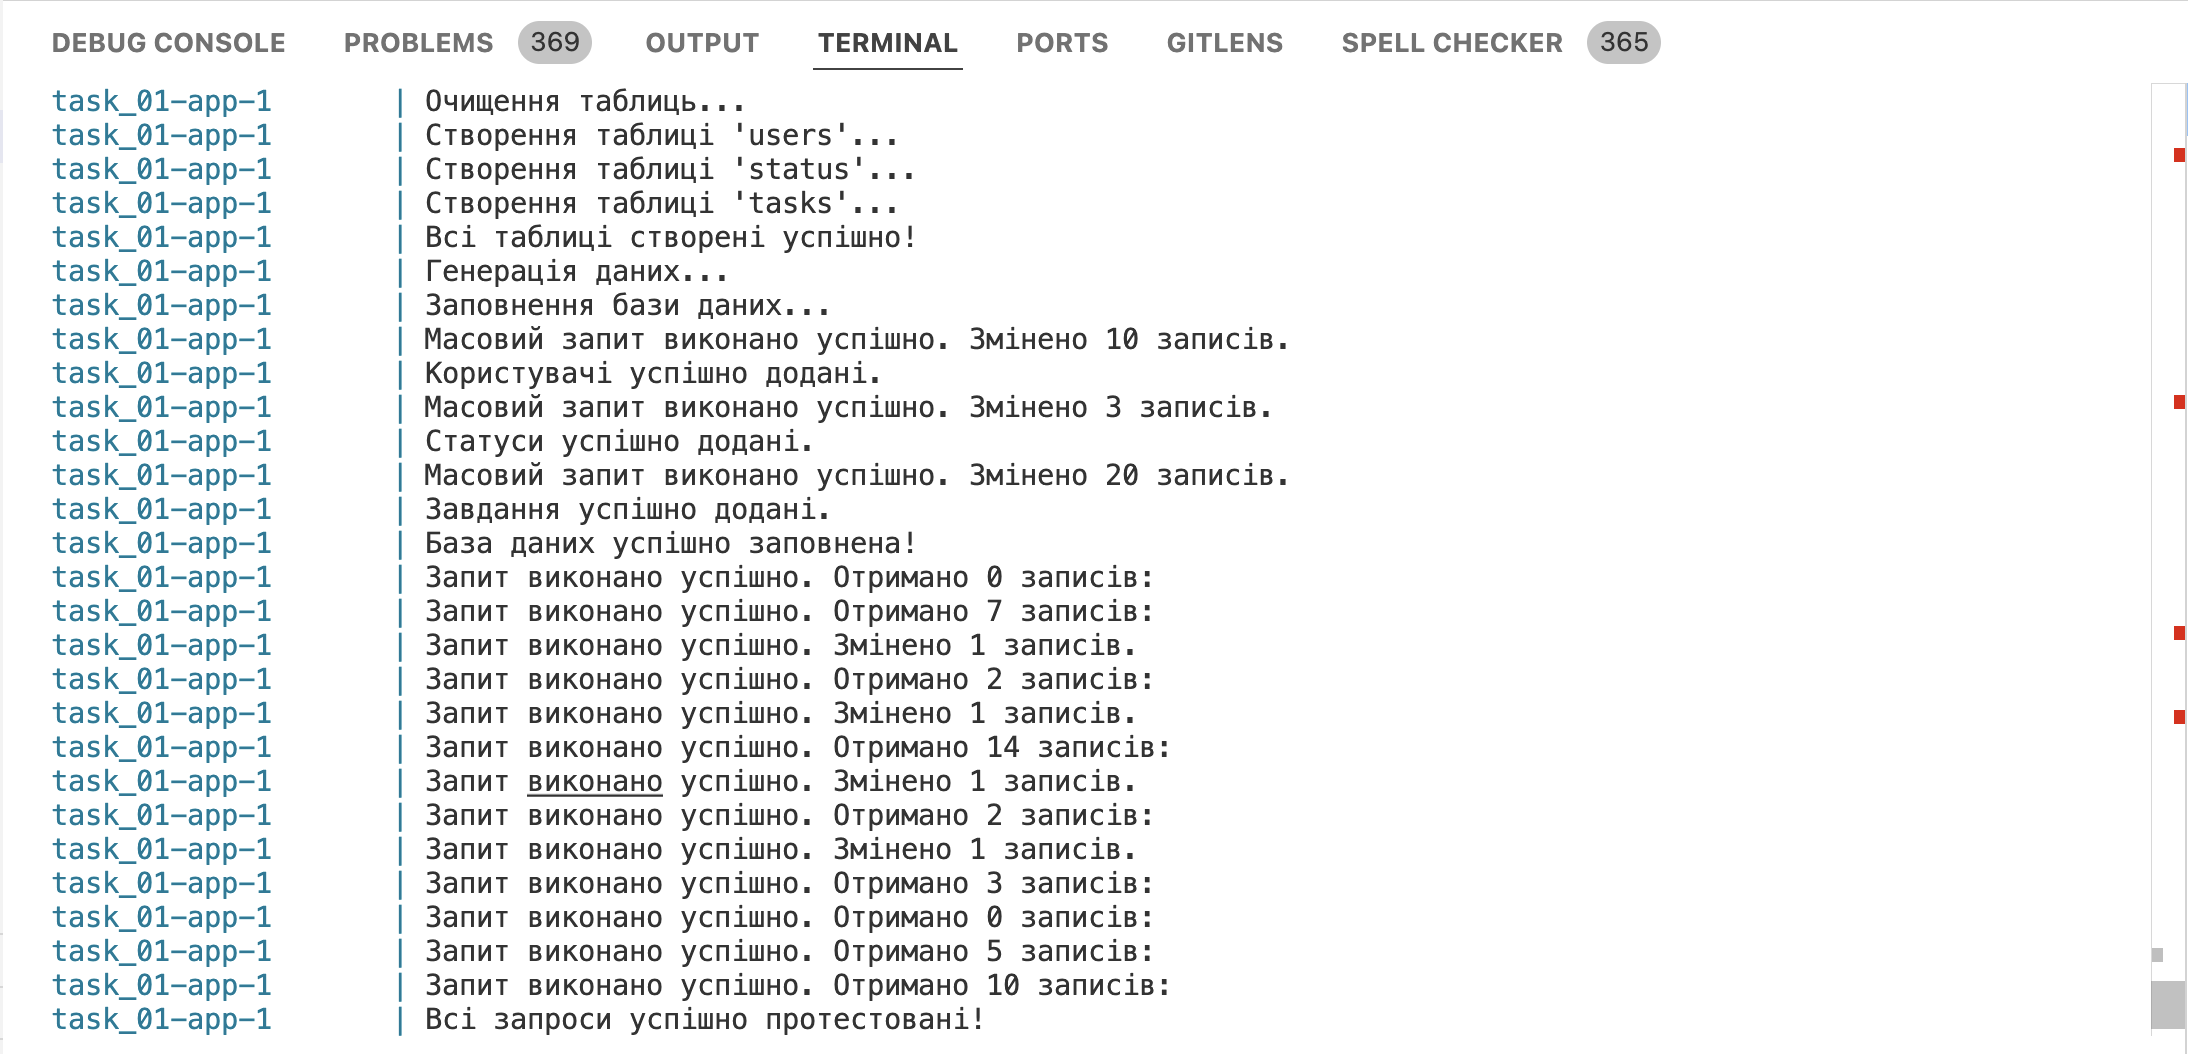 DEBUG CONSOLE PROBLEMS 369 OUTPUT TERMINAL PORTS GITLENS SPELL CHECKER 365
task_01-app-1 | Очищення таблиць...
task_01-app-1 | Створення таблиці 'users'...
task_01-app-1 | Створення таблиці 'status'...
task_01-app-1 | Створення таблиці 'tasks'...
task_01-app-1 | Всі таблиці створені успішно!
task_01-app-1 | Генерація даних...
task_01-app-1 | Заповнення бази даних...
task_01-app-1 | Масовий запит виконано успішно. Змінено 10 записів.
task_01-app-1 | Користувачі успішно додані.
task_01-app-1 | Масовий запит виконано успішно. Змінено 3 записів.
task_01-app-1 | Статуси успішно додані.
task_01-app-1 | Масовий запит виконано успішно. Змінено 20 записів.
task_01-app-1 | Завдання успішно додані.
task_01-app-1 | База даних успішно заповнена!
task_01-app-1 | Запит виконано успішно. Отримано 0 записів:
task_01-app-1 | Запит виконано успішно. Отримано 7 записів:
task_01-app-1 | Запит виконано успішно. Змінено 1 записів.
task_01-app-1 | Запит виконано успішно. Отримано 2 записів:
task_01-app-1 | Запит виконано успішно. Змінено 1 записів.
task_01-app-1 | Запит виконано успішно. Отримано 14 записів:
task_01-app-1 | Запит виконано успішно. Змінено 1 записів.
task_01-app-1 | Запит виконано успішно. Отримано 2 записів:
task_01-app-1 | Запит виконано успішно. Змінено 1 записів.
task_01-app-1 | Запит виконано успішно. Отримано 3 записів:
task_01-app-1 | Запит виконано успішно. Отримано 0 записів:
task_01-app-1 | Запит виконано успішно. Отримано 5 записів:
task_01-app-1 | Запит виконано успішно. Отримано 10 записів:
task_01-app-1 | Всі запроси успішно протестовані!